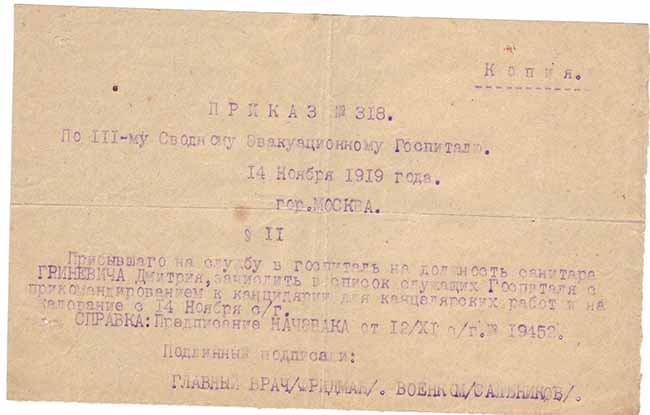 Копия.
ПРИКАЗ № 318.
По III-му Сводному Эвакуационному Госпиталю.
14 Ноября 1919 года.
гор. МОСКВА.
§ II
Прибывшего на службу в госпиталь на должность санитара
ГРИНЕВИЧА Дмитрия, зачислить в список служащих Госпиталя с
прикомандированием к канцелярии для канцелярских работ и на
жалование с 14 Ноября с/г.
СПРАВКА: Предписание НАЧЭВАКА от 12/XI с/г. № 19452.
Подлинный подписали:
ГЛАВНЫЙ ВРАЧ/ФРИДМАН/. ВОЕНКОМ/САЛЬНИКОВ/.